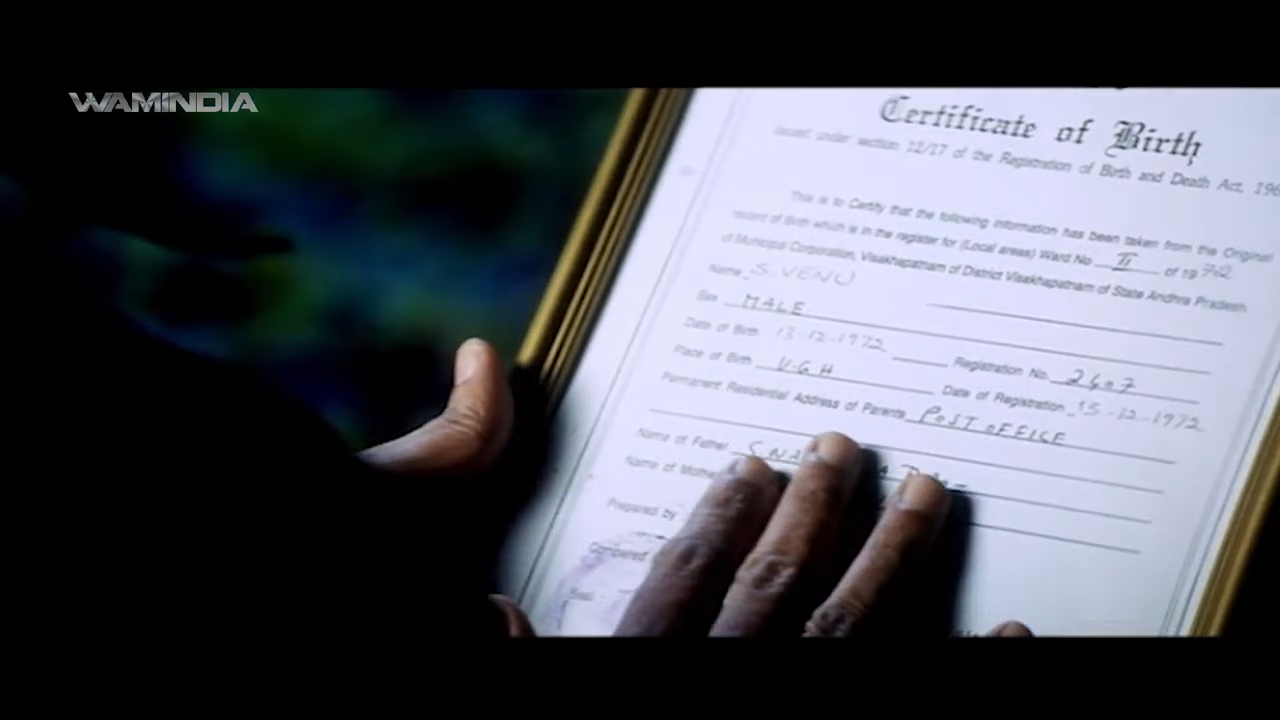 WAMINDIA
Certificate of Birth
Issued under section 12/17 of the Registration of Birth and Death Act, 196
This is to Certify that the following information has been taken from the Original
record of Birth which is in the register for (Local areas) Ward No II of 1972
of Municipal Corporation, Visakhapatnam of District Visakhapatnam of State Andhra Pradesh
Name S. VENU
Sex MALE
Date of Birth 13-12-1972 Registration No. 2607
Place of Birth V.G.H Date of Registration 15-12-1972
Permanent Residential Address of Parents POST OFFICE
Name of Father S.NA
Name of Mothe
Prepared by
Compared